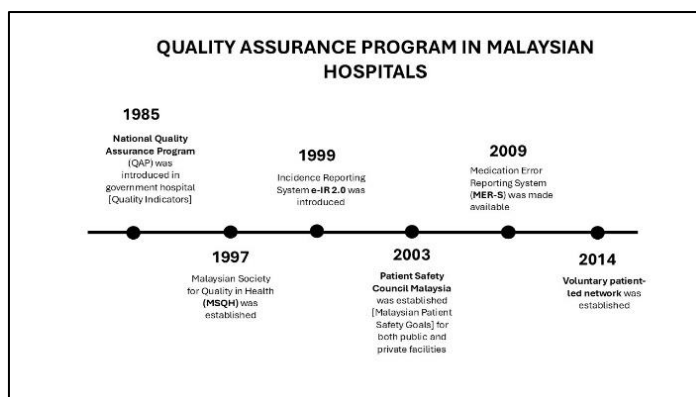 QUALITY ASSURANCE PROGRAM IN MALAYSIAN
HOSPITALS
1985
National Quality
Assurance Program
(QAP) was
introduced in
government hospital
[Quality Indicators]
1997
Malaysian Society
for Quality in Health
(MSQH) was
established
1999
Incidence Reporting
System e-IR 2.0 was
introduced
2003
Patient Safety
Council Malaysia
was established
[Malaysian Patient
Safety Goals] for
both public and
private facilities
2009
Medication Error
Reporting System
(MER-S) was made
available
2014
Voluntary patient-
led network was
established